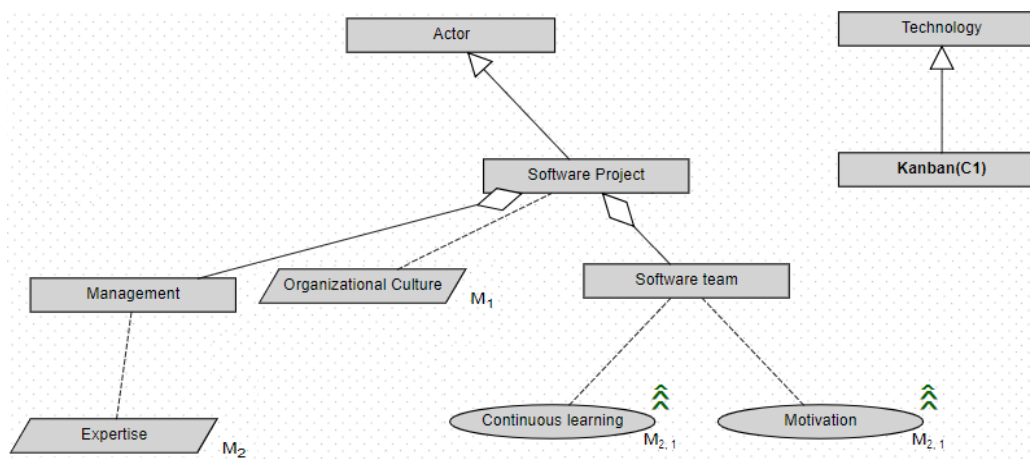 Actor
Technology
Software Project
Kanban(C1)
Management
Organizational Culture
M1
Software team
Expertise
M2
Continuous learning
M2, 1
Motivation
M2, 1